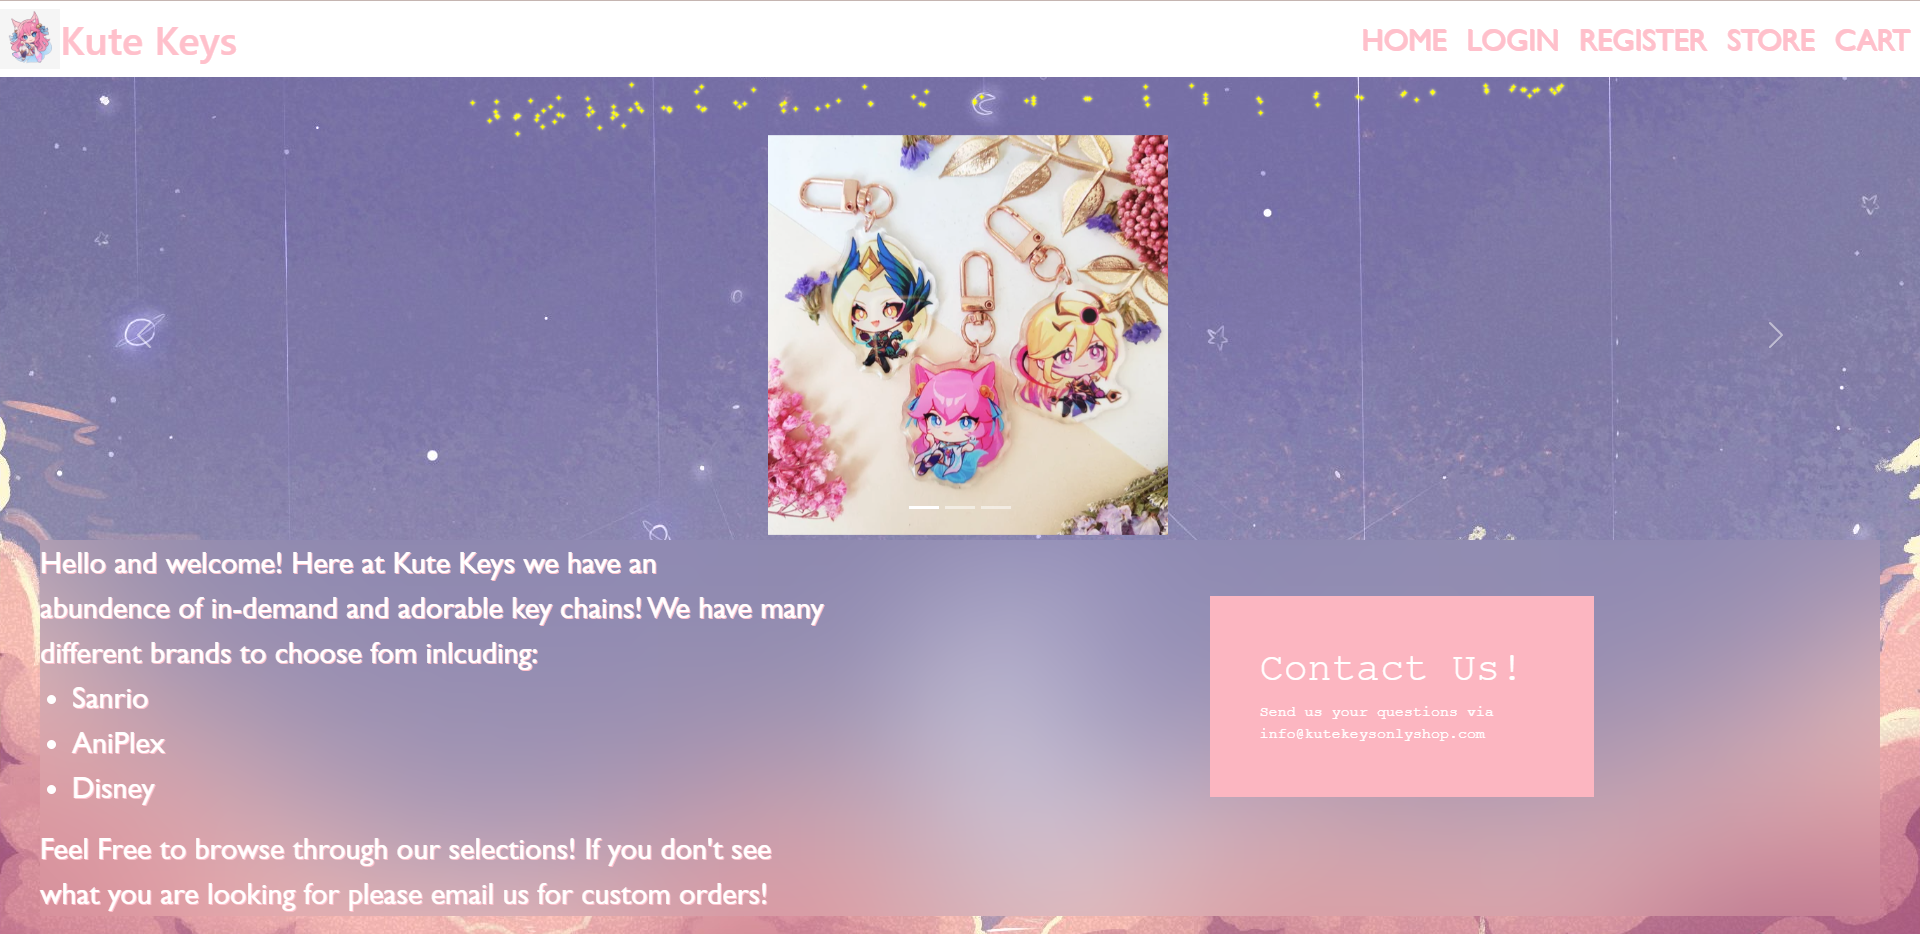 Kute Keys
HOME LOGIN REGISTER STORE CART
Hello and welcome! Here at Kute Keys we have an
abundence of in-demand and adorable key chains! We have many
different brands to choose fom inlcuding:
• Sanrio
• AniPlex
• Disney
Feel Free to browse through our selections! If you don't see
what you are looking for please email us for custom orders!
Contact Us!
Send us your questions via
info@kutekeysonlyshop.com